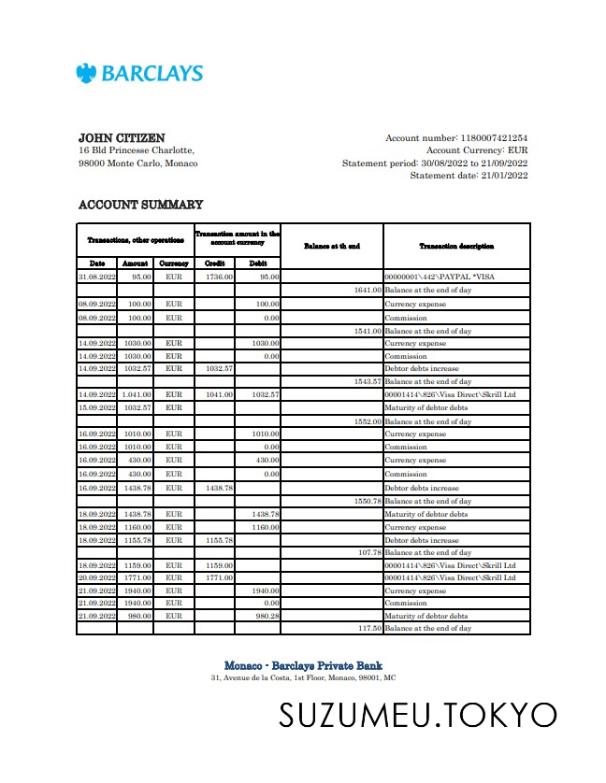 BARCLAYS
JOHN CITIZEN
16 Bld Princesse Charlotte,
98000 Monte Carlo, Monaco
Account number: 1180007421254
Account Currency: EUR
Statement period: 30/08/2022 to 21/09/2022
Statement date: 21/01/2022
ACCOUNT SUMMARY
Transactions, other operations Transaction amount in the account currency Balance at th end Transaction description
Date Amount Currency Credit Debit
31.08.2022 95.00 EUR 1736.00 95.00 00000001\442\PAYPAL *VISA
1641.00 Balance at the end of day
08.09.2022 100.00 EUR 100.00 Currency expense
08.09.2022 100.00 EUR 0.00 Commission
1541.00 Balance at the end of day
14.09.2022 1030.00 EUR 1030.00 Currency expense
14.09.2022 1030.00 EUR 0.00 Commission
14.09.2022 1032.57 EUR 1032.57 Debtor debts increase
1543.57 Balance at the end of day
14.09.2022 1.041.00 EUR 1041.00 1032.57 00001414\826\Visa Direct\Skrill Ltd
15.09.2022 1032.57 EUR Maturity of debtor debts
1552.00 Balance at the end of day
16.09.2022 1010.00 EUR 1010.00 Currency expense
16.09.2022 1010.00 EUR 0.00 Commission
16.09.2022 430.00 EUR 430.00 Currency expense
16.09.2022 430.00 EUR 0.00 Commission
16.09.2022 1438.78 EUR 1438.78 Debtor debts increase
1550.78 Balance at the end of day
18.09.2022 1438.78 EUR 1438.78 Maturity of debtor debts
18.09.2022 1160.00 EUR 1160.00 Currency expense
18.09.2022 1155.78 EUR 1155.78 Debtor debts increase
107.78 Balance at the end of day
18.09.2022 1159.00 EUR 1159.00 00001414\826\Visa Direct\Skrill Ltd
20.09.2022 1771.00 EUR 1771.00 00001414\826\Visa Direct\Skrill Ltd
21.09.2022 1940.00 EUR 1940.00 Currency expense
21.09.2022 1940.00 EUR 0.00 Commission
21.09.2022 980.00 EUR 980.28 Maturity of debtor debts
117.50 Balance at the end of day
Monaco - Barclays Private Bank
31, Avenue de la Costa, 1st Floor, Monaco, 98001, MC
SUZUMEU.TOKYO